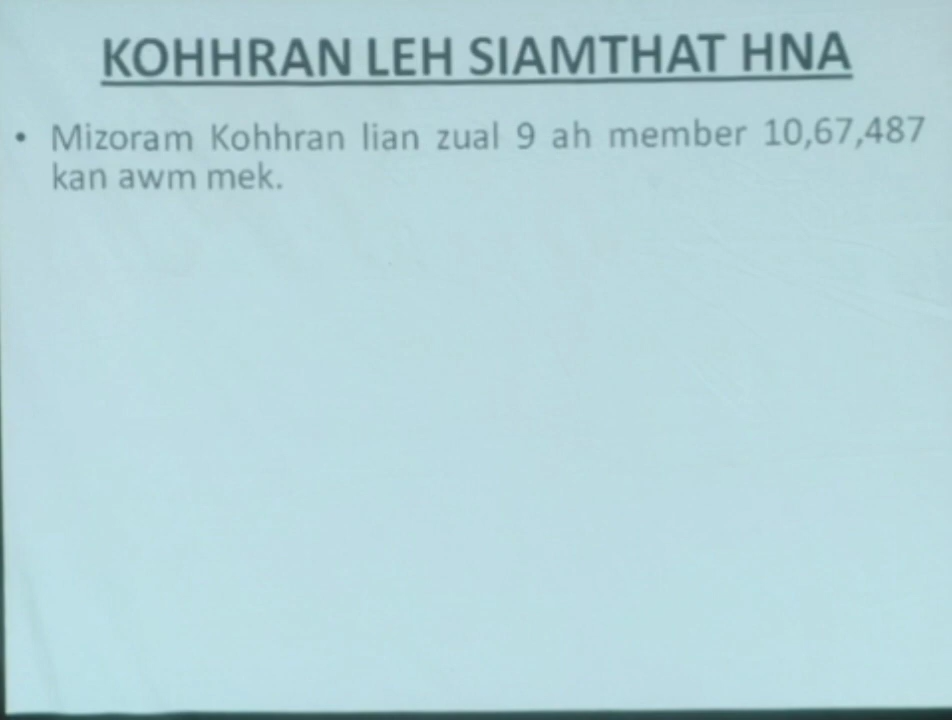 KOHHRAN LEH SIAMTHAT HNA
• Mizoram Kohhran lian zual 9 ah member 10,67,487
kan awm mek.